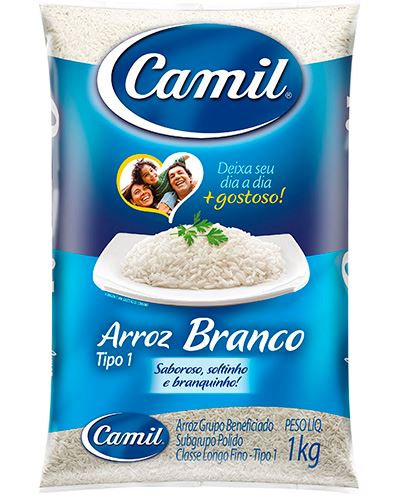 Camil®
Deixa seu
dia a dia
+gostoso!
Arroz Branco
Tipo 1
Saboroso, soltinho
e branquinho!
Camil®
Arroz Grupo Beneficiado
Subgrupo Polido
Classe Longo Fino - Tipo 1
PESO LÍQ.
1kg